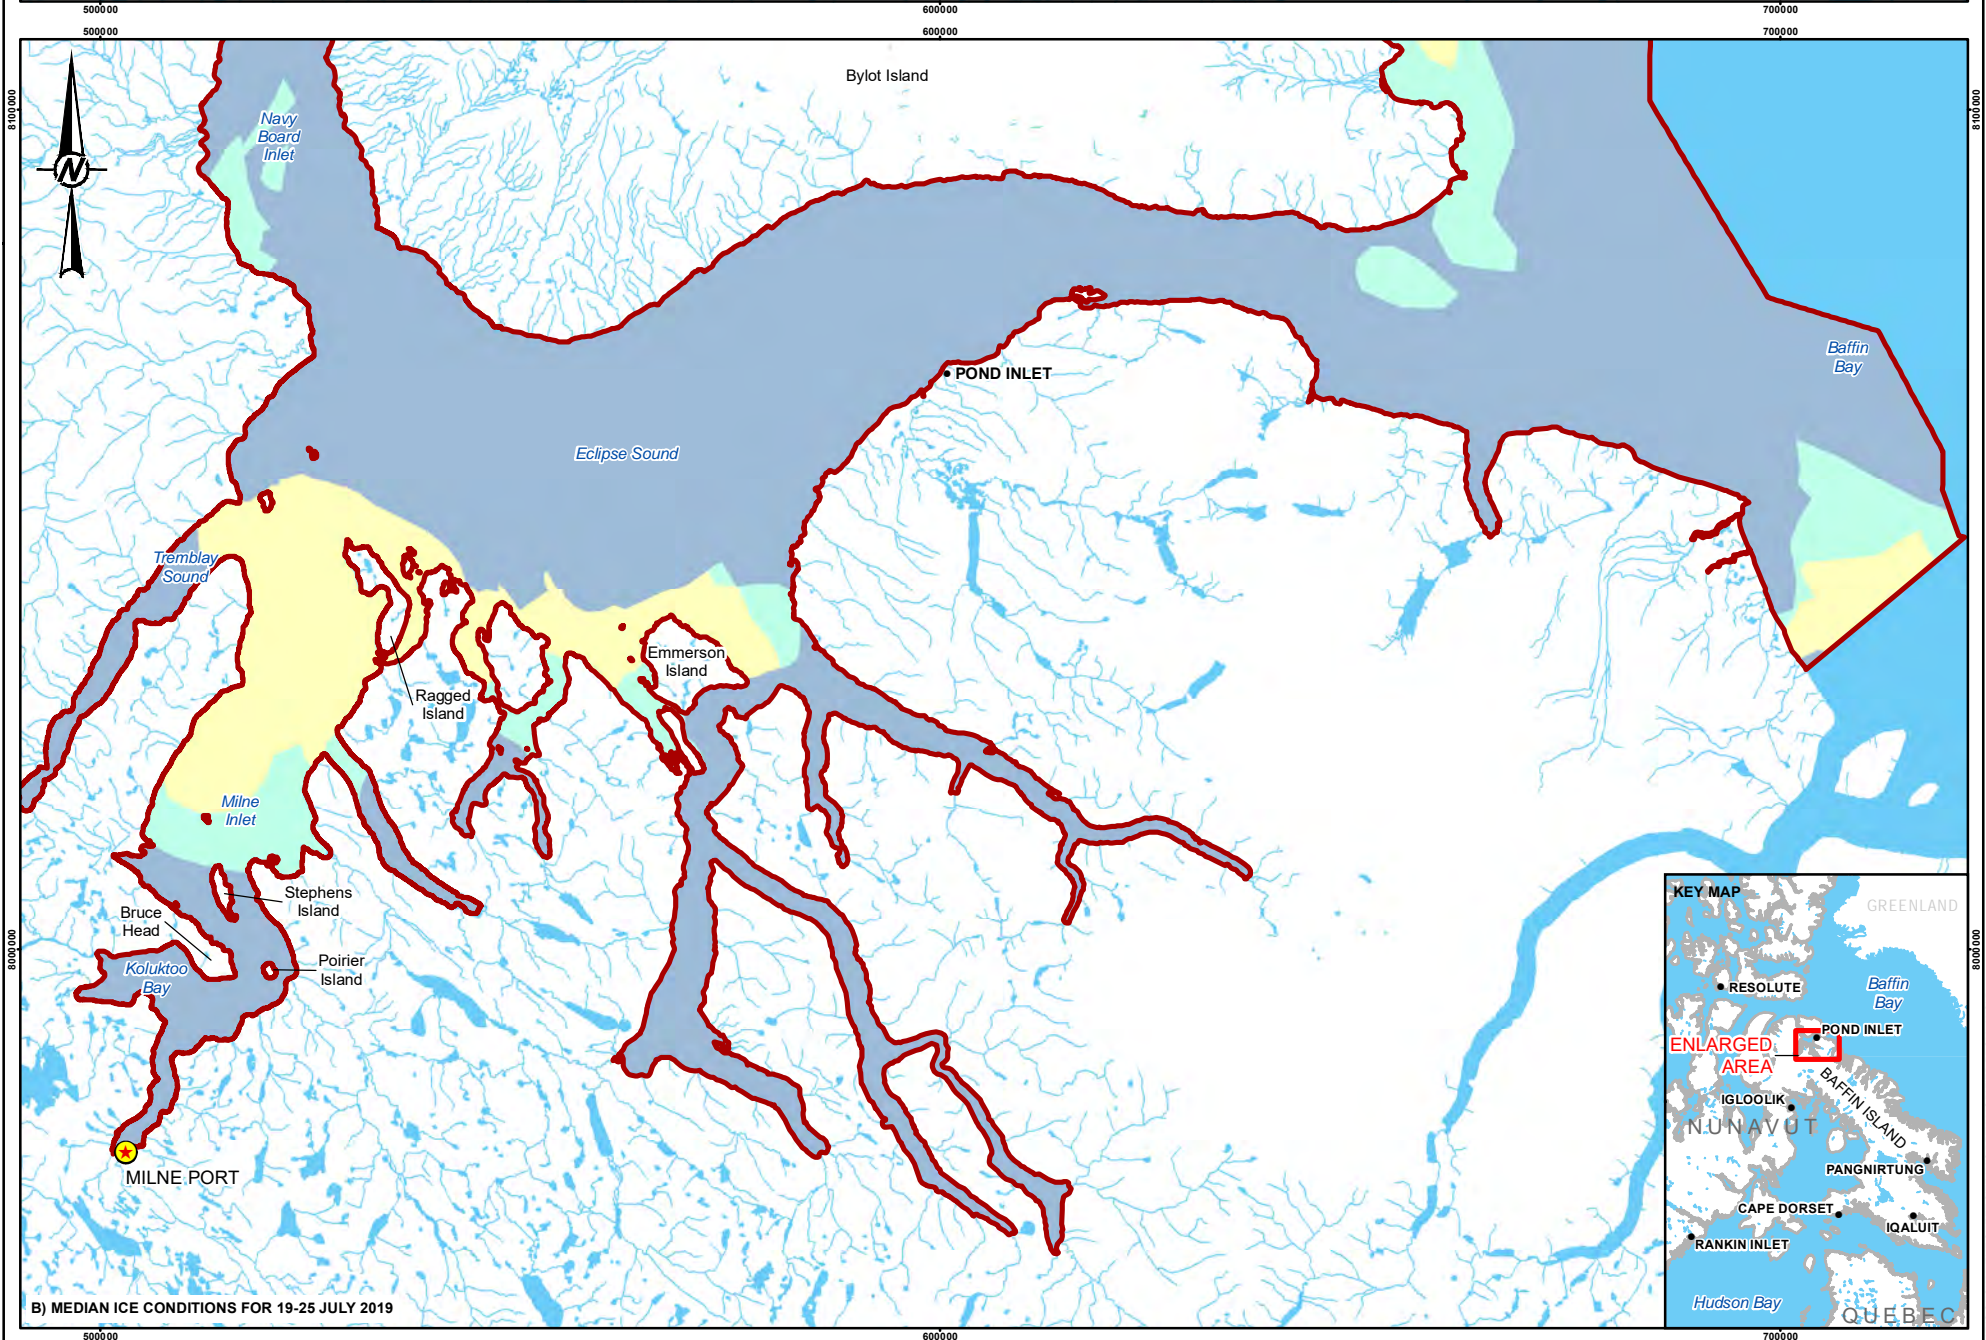 500000
600000
700000
500000
600000
700000
8100000
8100000
Bylot Island
Navy
Board
Inlet
N
Baffin
Bay
POND INLET
Eclipse Sound
Tremblay
Sound
Emmerson
Island
Ragged
Island
Milne
Inlet
Stephens
Island
Bruce
Head
Poirier
Island
Koluktoo
Bay
8000000
8000000
MILNE PORT
KEY MAP
GREENLAND
Baffin
Bay
RESOLUTE
POND INLET
ENLARGED
AREA
BAFFIN ISLAND
IGLOOLIK
NUNAVUT
PANGNIRTUNG
CAPE DORSET
IQALUIT
RANKIN INLET
Hudson Bay
QUEBEC
B) MEDIAN ICE CONDITIONS FOR 19-25 JULY 2019
500000
600000
700000